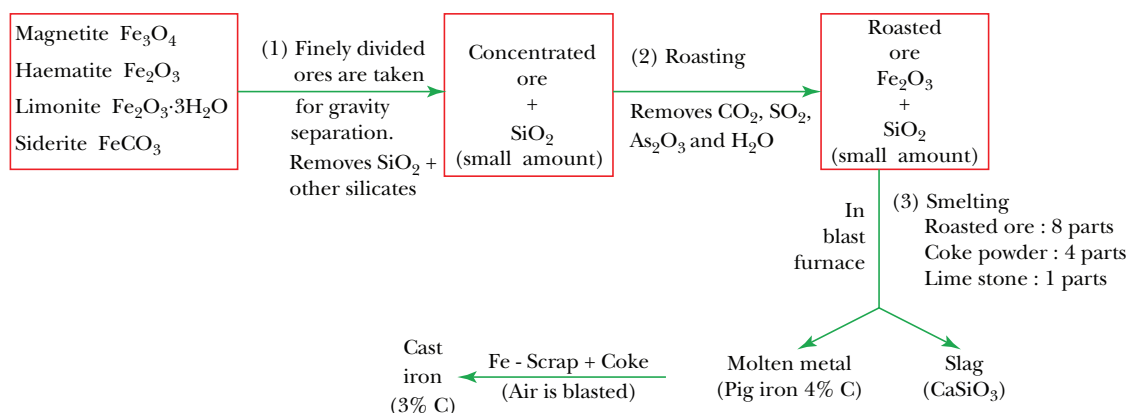 Magnetite Fe₃O₄
Haematite Fe₂O₃
Limonite Fe₂O₃·3H₂O
Siderite FeCO₃
(1) Finely divided
ores are taken
for gravity
separation.
Removes SiO₂ +
other silicates
Concentrated
ore
+
SiO₂
(small amount)
(2) Roasting
Removes CO₂, SO₂,
As₂O₃ and H₂O
Roasted
ore
Fe₂O₃
+
SiO₂
(small amount)
In
blast
furnace
(3) Smelting
Roasted ore : 8 parts
Coke powder : 4 parts
Lime stone : 1 parts
Molten metal
(Pig iron 4% C)
Slag
(CaSiO₃)
Fe - Scrap + Coke
(Air is blasted)
Cast
iron
(3% C)